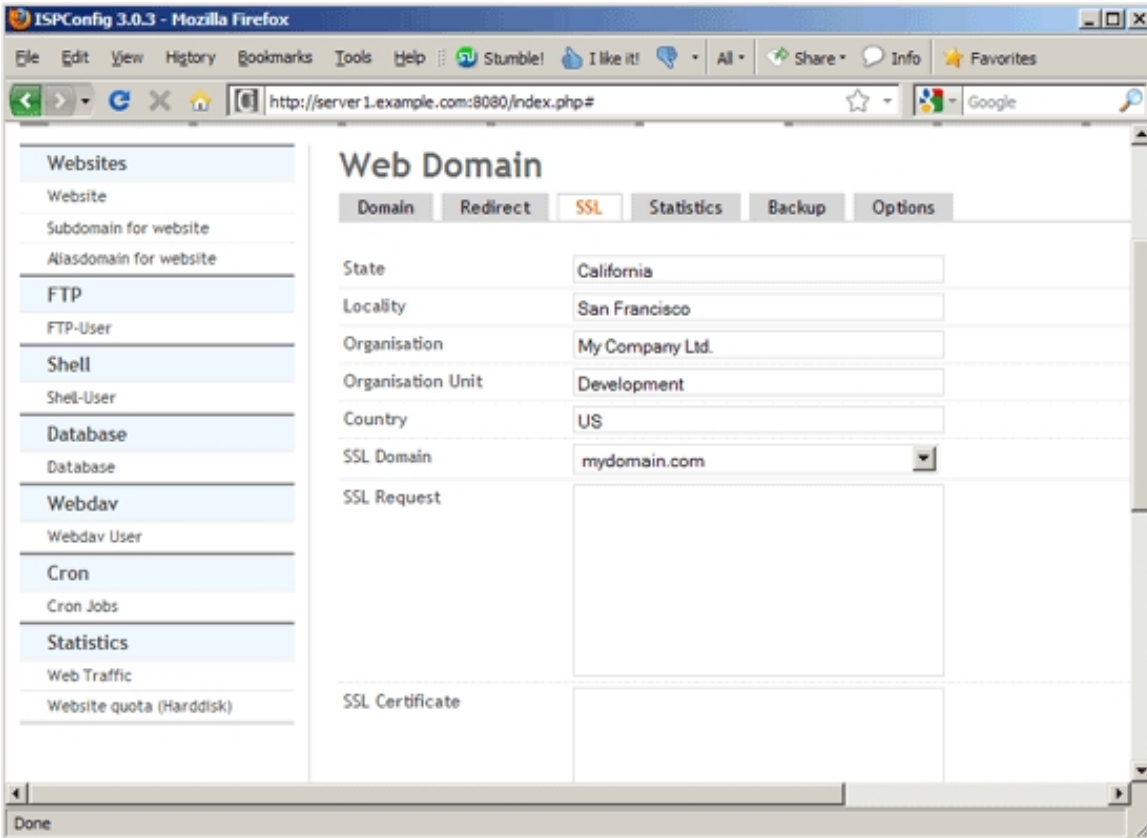 ISPConfig 3.0.3 - Mozilla Firefox
File Edit View History Bookmarks Tools Help Stumble! I like it! All Share Info Favorites
http://server1.example.com:8080/index.php# Google
Websites
Website
Subdomain for website
Aliasdomain for website
FTP
FTP-User
Shell
Shell-User
Database
Database
Webdav
Webdav User
Cron
Cron Jobs
Statistics
Web Traffic
Website quota (Harddisk)
Web Domain
Domain Redirect SSL Statistics Backup Options
State California
Locality San Francisco
Organisation My Company Ltd.
Organisation Unit Development
Country US
SSL Domain mydomain.com
SSL Request
SSL Certificate
Done